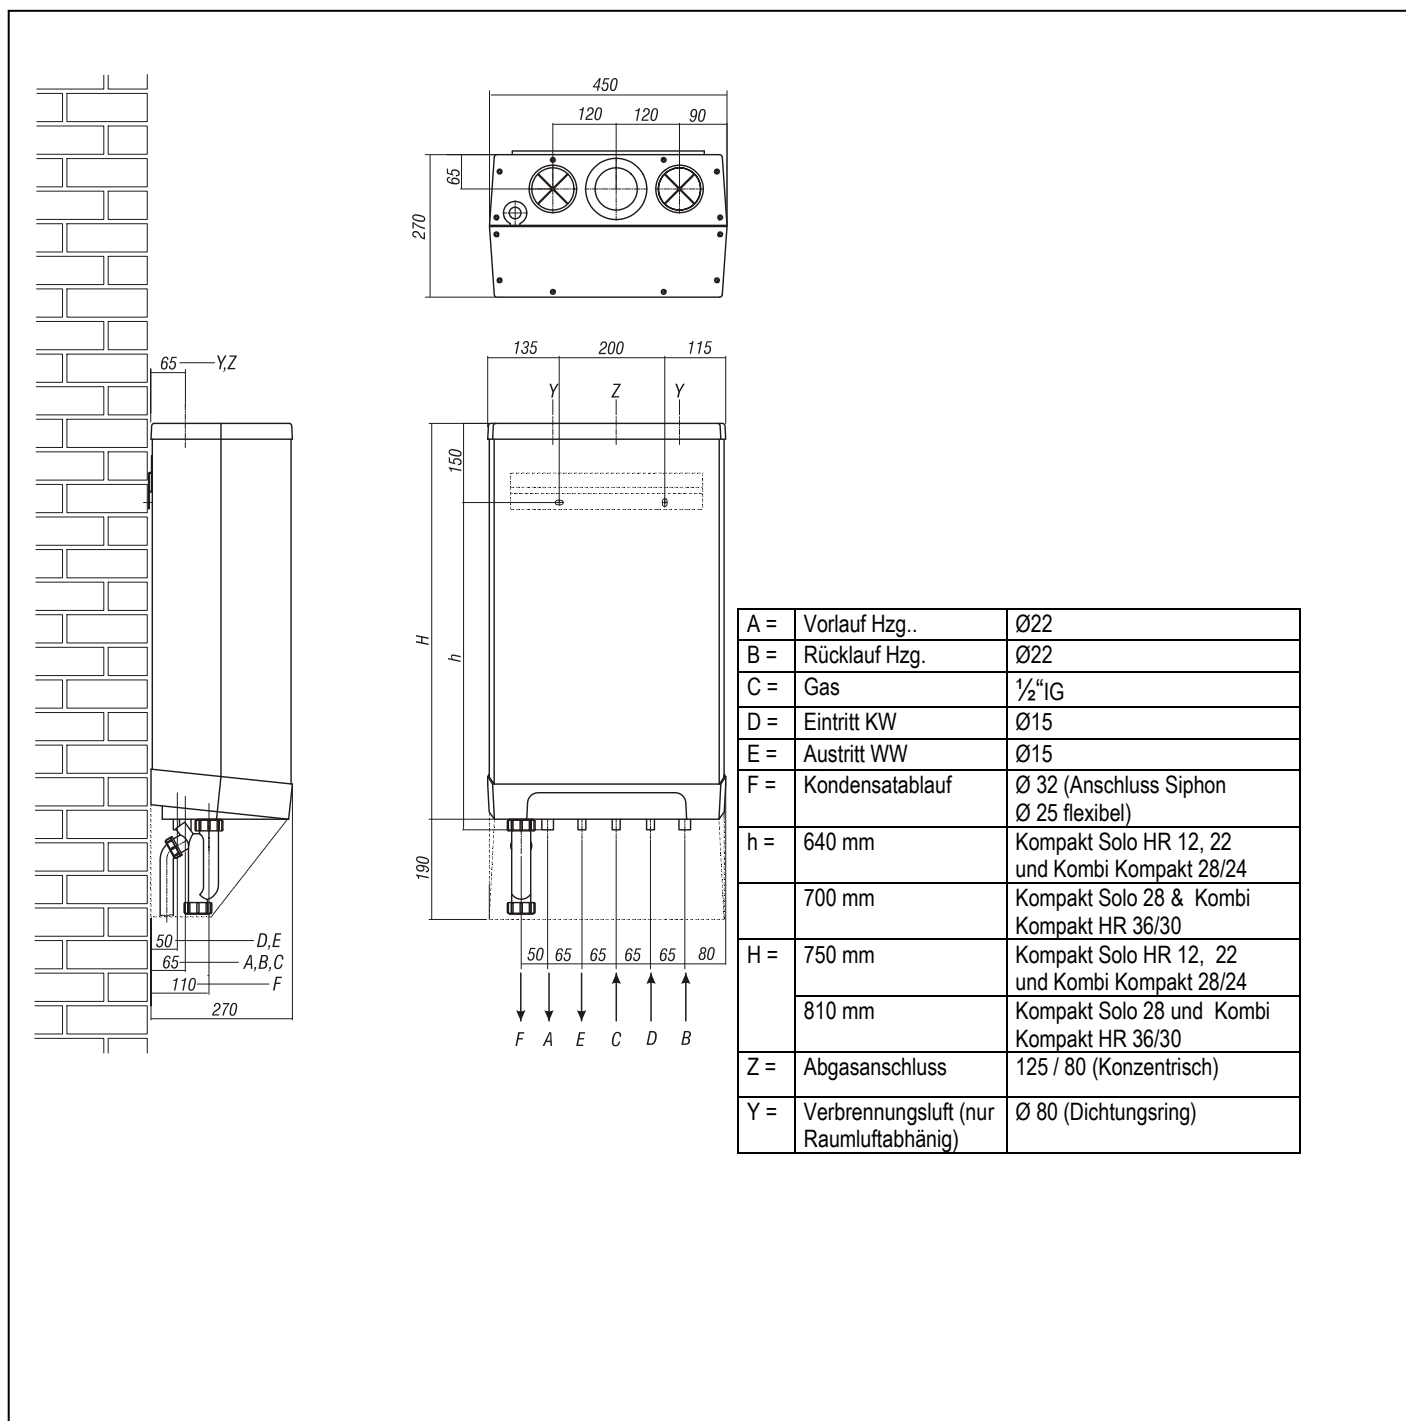 450
120 120 90
65
270
135 200 115
65 Y,Z
Y Z Y
150
H
h
190
50 D,E
65 A,B,C
110 F
270
50 65 65 65 65 80
F A E C D B
A = Vorlauf Hzg.. Ø22
B = Rücklauf Hzg. Ø22
C = Gas ½“IG
D = Eintritt KW Ø15
E = Austritt WW Ø15
F = Kondensatablauf Ø 32 (Anschluss Siphon
Ø 25 flexibel)
h = 640 mm Kompakt Solo HR 12, 22
und Kombi Kompakt 28/24
700 mm Kompakt Solo 28 & Kombi
Kompakt HR 36/30
H = 750 mm Kompakt Solo HR 12, 22
und Kombi Kompakt 28/24
810 mm Kompakt Solo 28 und Kombi
Kompakt HR 36/30
Z = Abgasanschluss 125 / 80 (Konzentrisch)
Y = Verbrennungsluft (nur Ø 80 (Dichtungsring)
Raumluftabhänig)